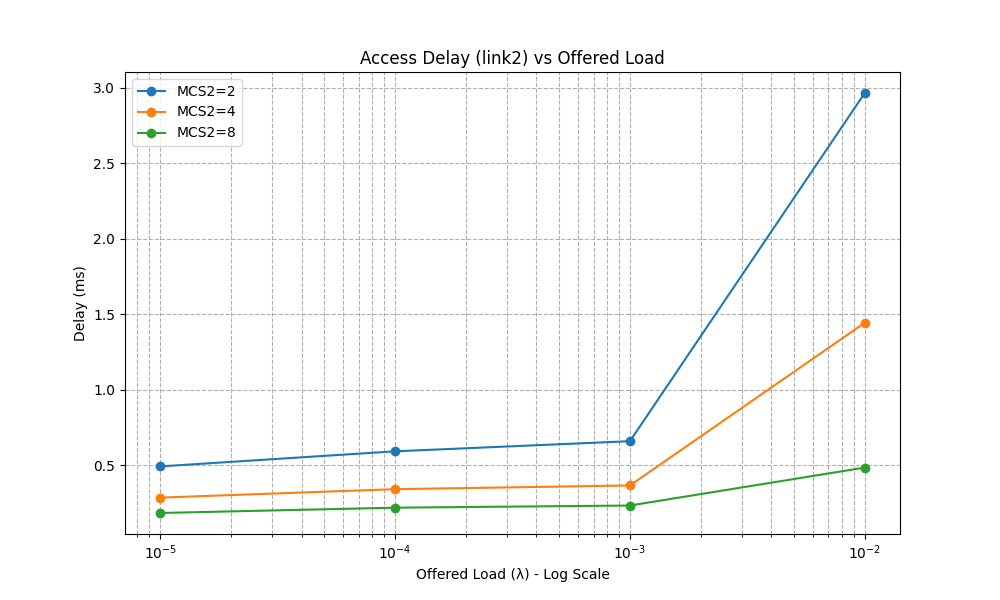 Access Delay (link2) vs Offered Load
MCS2=2
MCS2=4
MCS2=8
Delay (ms)
3.0
2.5
2.0
1.5
1.0
0.5
10⁻⁵ 10⁻⁴ 10⁻³ 10⁻²
Offered Load (λ) - Log Scale